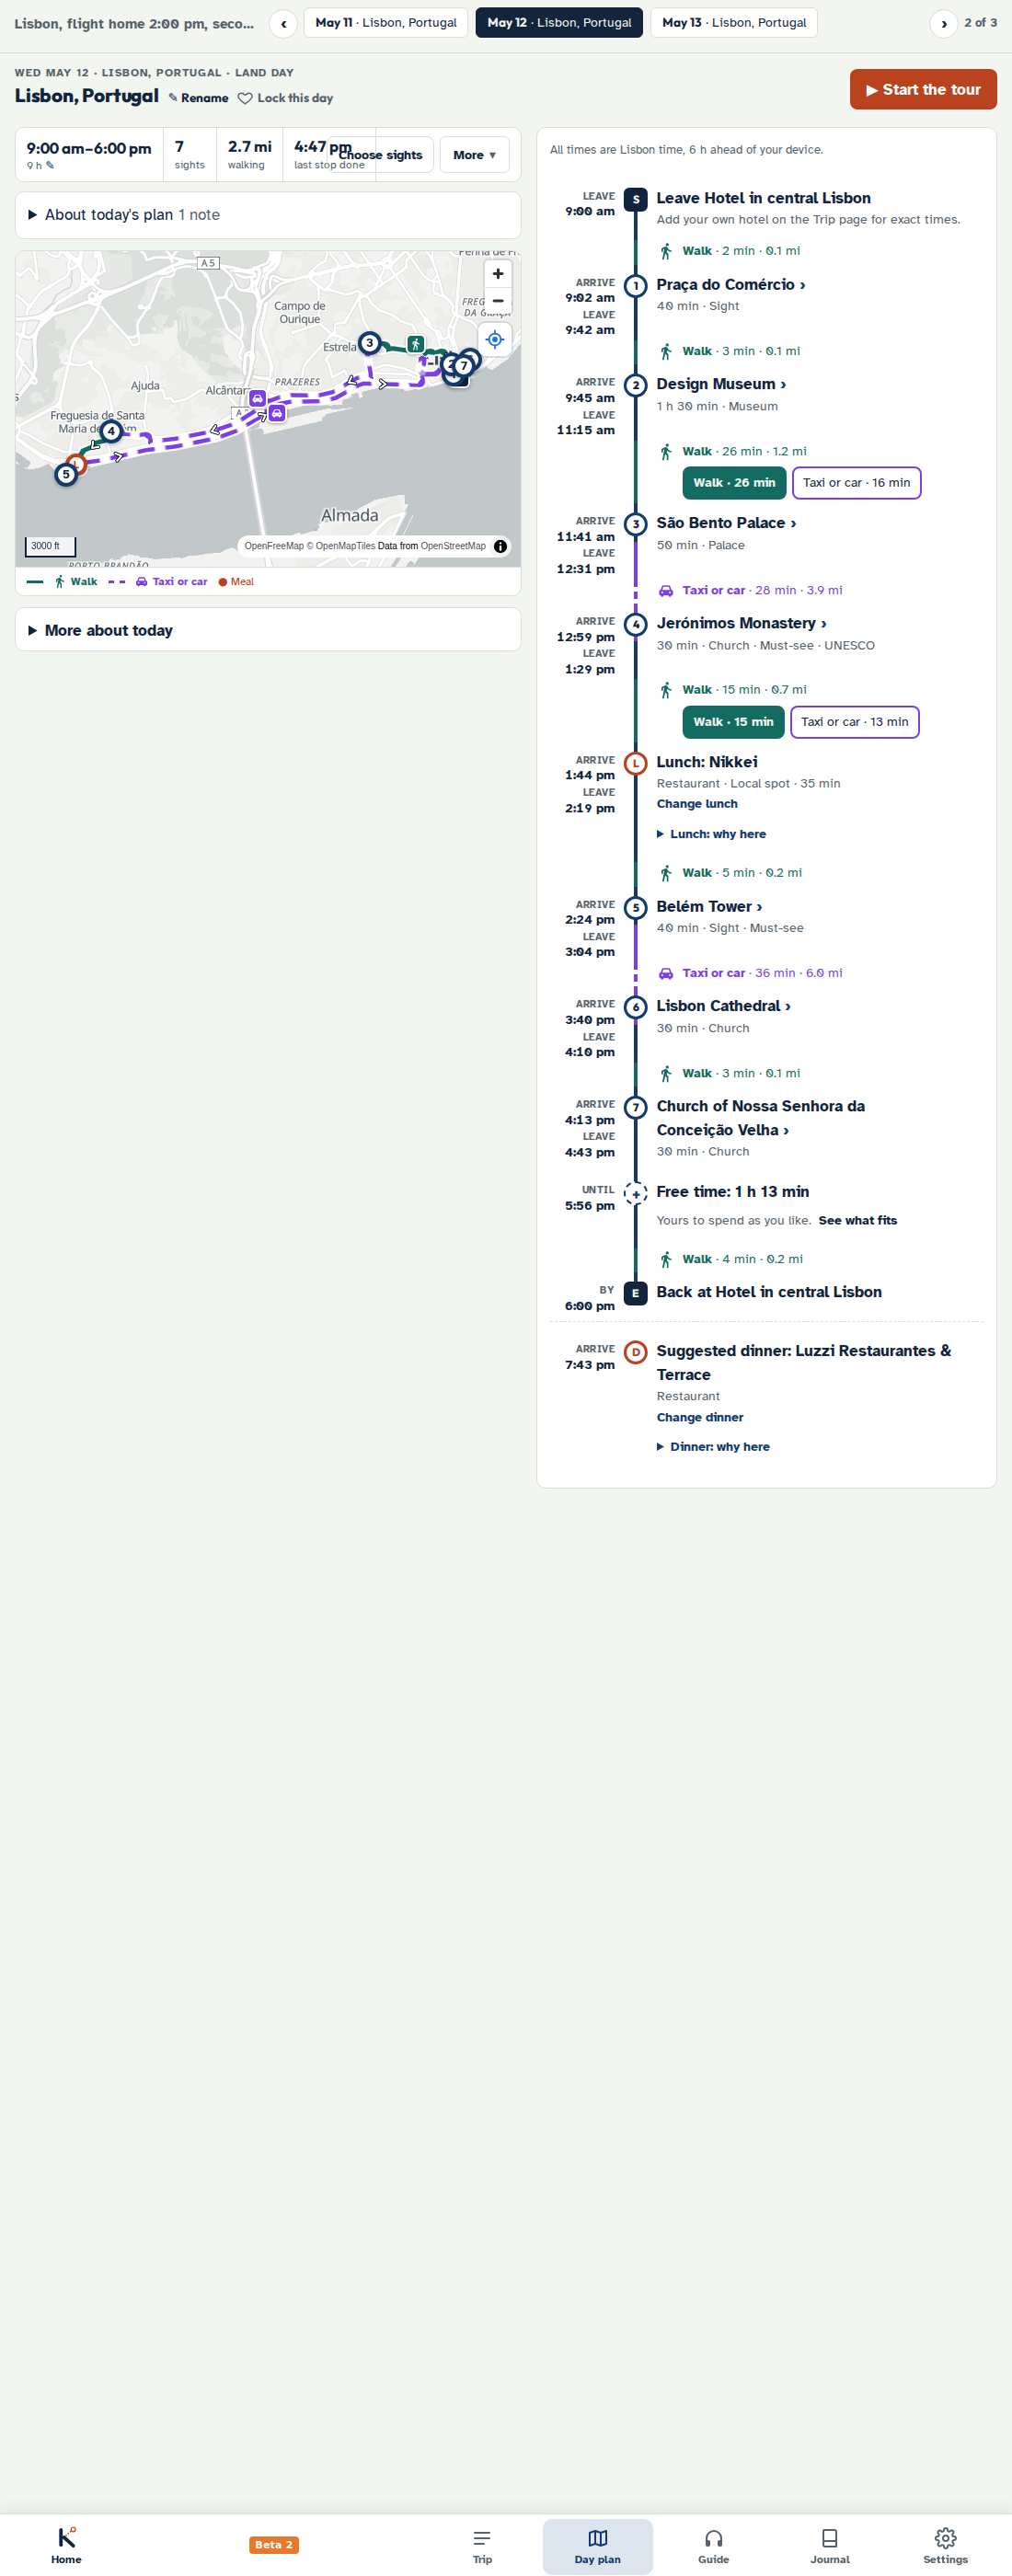 Lisbon, flight home 2:00 pm, seco...
‹
May 11 · Lisbon, Portugal
May 12 · Lisbon, Portugal
May 13 · Lisbon, Portugal
›
2 of 3
WED MAY 12 · LISBON, PORTUGAL · LAND DAY
Lisbon, Portugal
✎ Rename
Lock this day
▶ Start the tour
9:00 am–6:00 pm
9 h ✎
7
sights
2.7 mi
walking
4:47 pm
last stop done
Choose sights
More ▾
▶ About today's plan 1 note
A 5
Campo de
Ourique
Estrela
Ajuda
Alcântar
PRAZERES
Freguesia de Santa
Almada
3
4
5
7
+
−
3000 ft
OpenFreeMap © OpenMapTiles Data from OpenStreetMap
Walk
Taxi or car
Meal
▶ More about today
All times are Lisbon time, 6 h ahead of your device.
LEAVE
9:00 am
S
Leave Hotel in central Lisbon
Add your own hotel on the Trip page for exact times.
Walk · 2 min · 0.1 mi
ARRIVE
9:02 am
LEAVE
9:42 am
1
Praça do Comércio ›
40 min · Sight
Walk · 3 min · 0.1 mi
ARRIVE
9:45 am
LEAVE
11:15 am
2
Design Museum ›
1 h 30 min · Museum
Walk · 26 min · 1.2 mi
Walk · 26 min
Taxi or car · 16 min
ARRIVE
11:41 am
LEAVE
12:31 pm
3
São Bento Palace ›
50 min · Palace
Taxi or car · 28 min · 3.9 mi
ARRIVE
12:59 pm
LEAVE
1:29 pm
4
Jerónimos Monastery ›
30 min · Church · Must-see · UNESCO
Walk · 15 min · 0.7 mi
Walk · 15 min
Taxi or car · 13 min
ARRIVE
1:44 pm
LEAVE
2:19 pm
L
Lunch: Nikkei
Restaurant · Local spot · 35 min
Change lunch
▶ Lunch: why here
Walk · 5 min · 0.2 mi
ARRIVE
2:24 pm
LEAVE
3:04 pm
5
Belém Tower ›
40 min · Sight · Must-see
Taxi or car · 36 min · 6.0 mi
ARRIVE
3:40 pm
LEAVE
4:10 pm
6
Lisbon Cathedral ›
30 min · Church
Walk · 3 min · 0.1 mi
ARRIVE
4:13 pm
LEAVE
4:43 pm
7
Church of Nossa Senhora da
Conceição Velha ›
30 min · Church
UNTIL
5:56 pm
+
Free time: 1 h 13 min
Yours to spend as you like. See what fits
Walk · 4 min · 0.2 mi
BY
6:00 pm
E
Back at Hotel in central Lisbon
ARRIVE
7:43 pm
D
Suggested dinner: Luzzi Restaurantes &
Terrace
Restaurant
Change dinner
▶ Dinner: why here
Home
Beta 2
Trip
Day plan
Guide
Journal
Settings